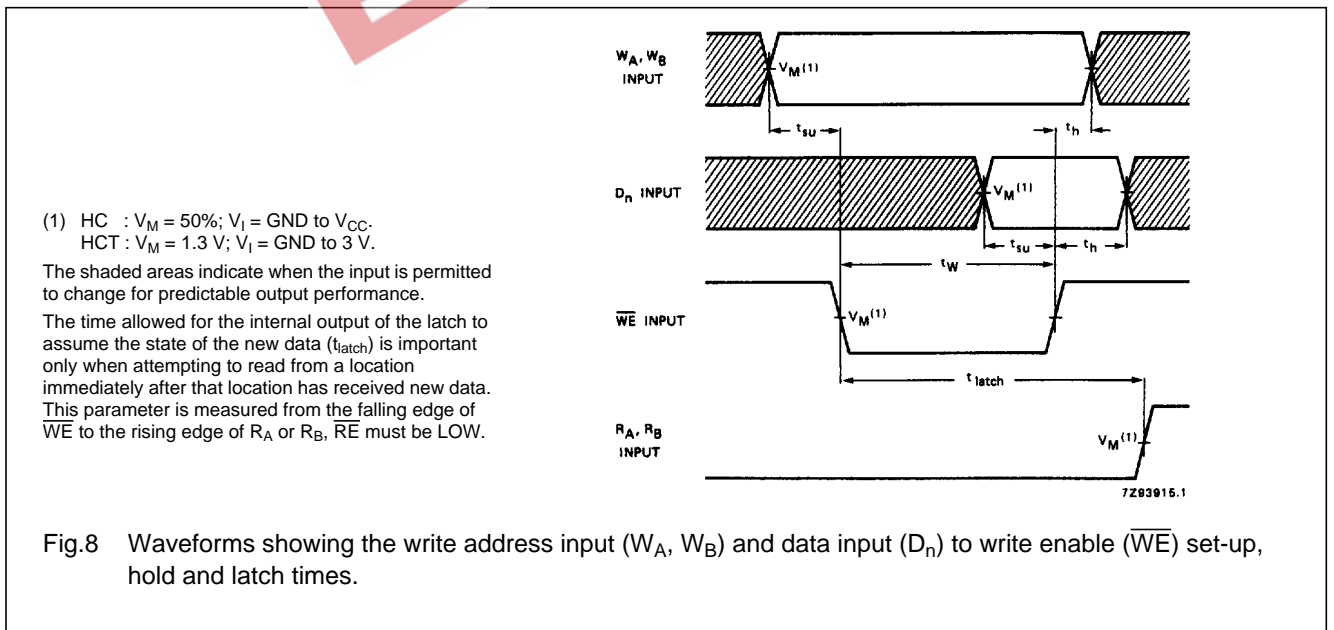 W_A, W_B
INPUT
V_M(1)
t_su
t_h
D_n INPUT
V_M(1)
t_su
t_h
t_W
W̅E̅ INPUT
V_M(1)
t_latch
R_A, R_B
INPUT
V_M(1)
7Z93915.1
(1) HC : V_M = 50%; V_I = GND to V_CC.
HCT : V_M = 1.3 V; V_I = GND to 3 V.
The shaded areas indicate when the input is permitted
to change for predictable output performance.
The time allowed for the internal output of the latch to
assume the state of the new data (t_latch) is important
only when attempting to read from a location
immediately after that location has received new data.
This parameter is measured from the falling edge of
W̅E̅ to the rising edge of R_A or R_B, R̅E̅ must be LOW.
Fig.8 Waveforms showing the write address input (W_A, W_B) and data input (D_n) to write enable (W̅E̅) set-up,
hold and latch times.